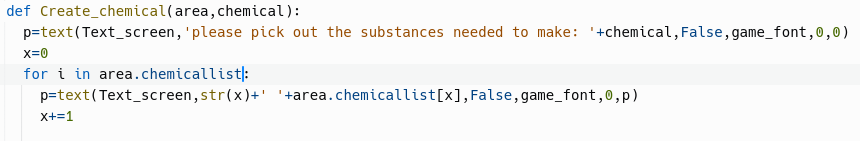 def Create_chemical(area,chemical):
  p=text(Text_screen,'please pick out the substances needed to make: '+chemical,False,game_font,0,0)
  x=0
  for i in area.chemicallist:
    p=text(Text_screen,str(x)+' '+area.chemicallist[x],False,game_font,0,p)
    x+=1